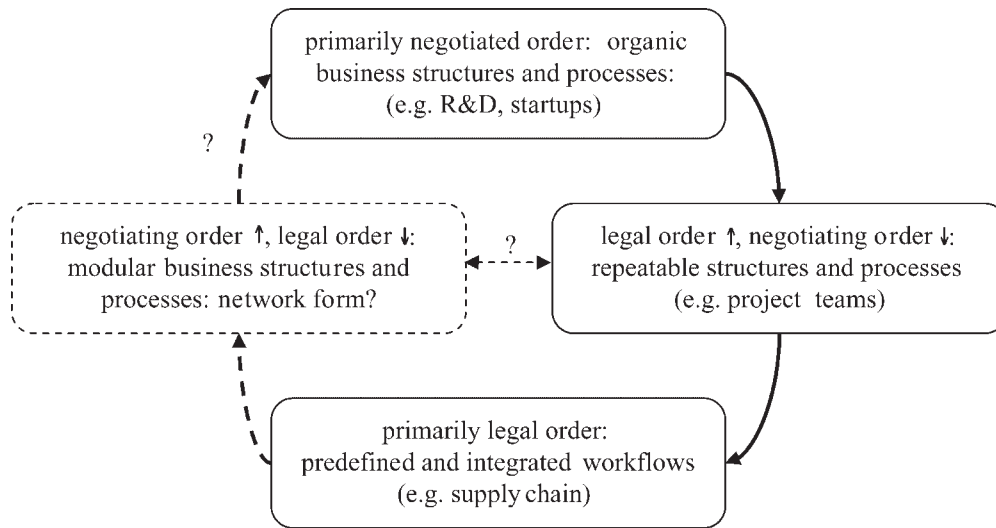 primarily negotiated order: organic
business structures and processes:
(e.g. R&D, startups)
?
negotiating order ↑, legal order ↓:
modular business structures and
processes: network form?
?
legal order ↑, negotiating order ↓:
repeatable structures and processes
(e.g. project teams)
primarily legal order:
predefined and integrated workflows
(e.g. supply chain)